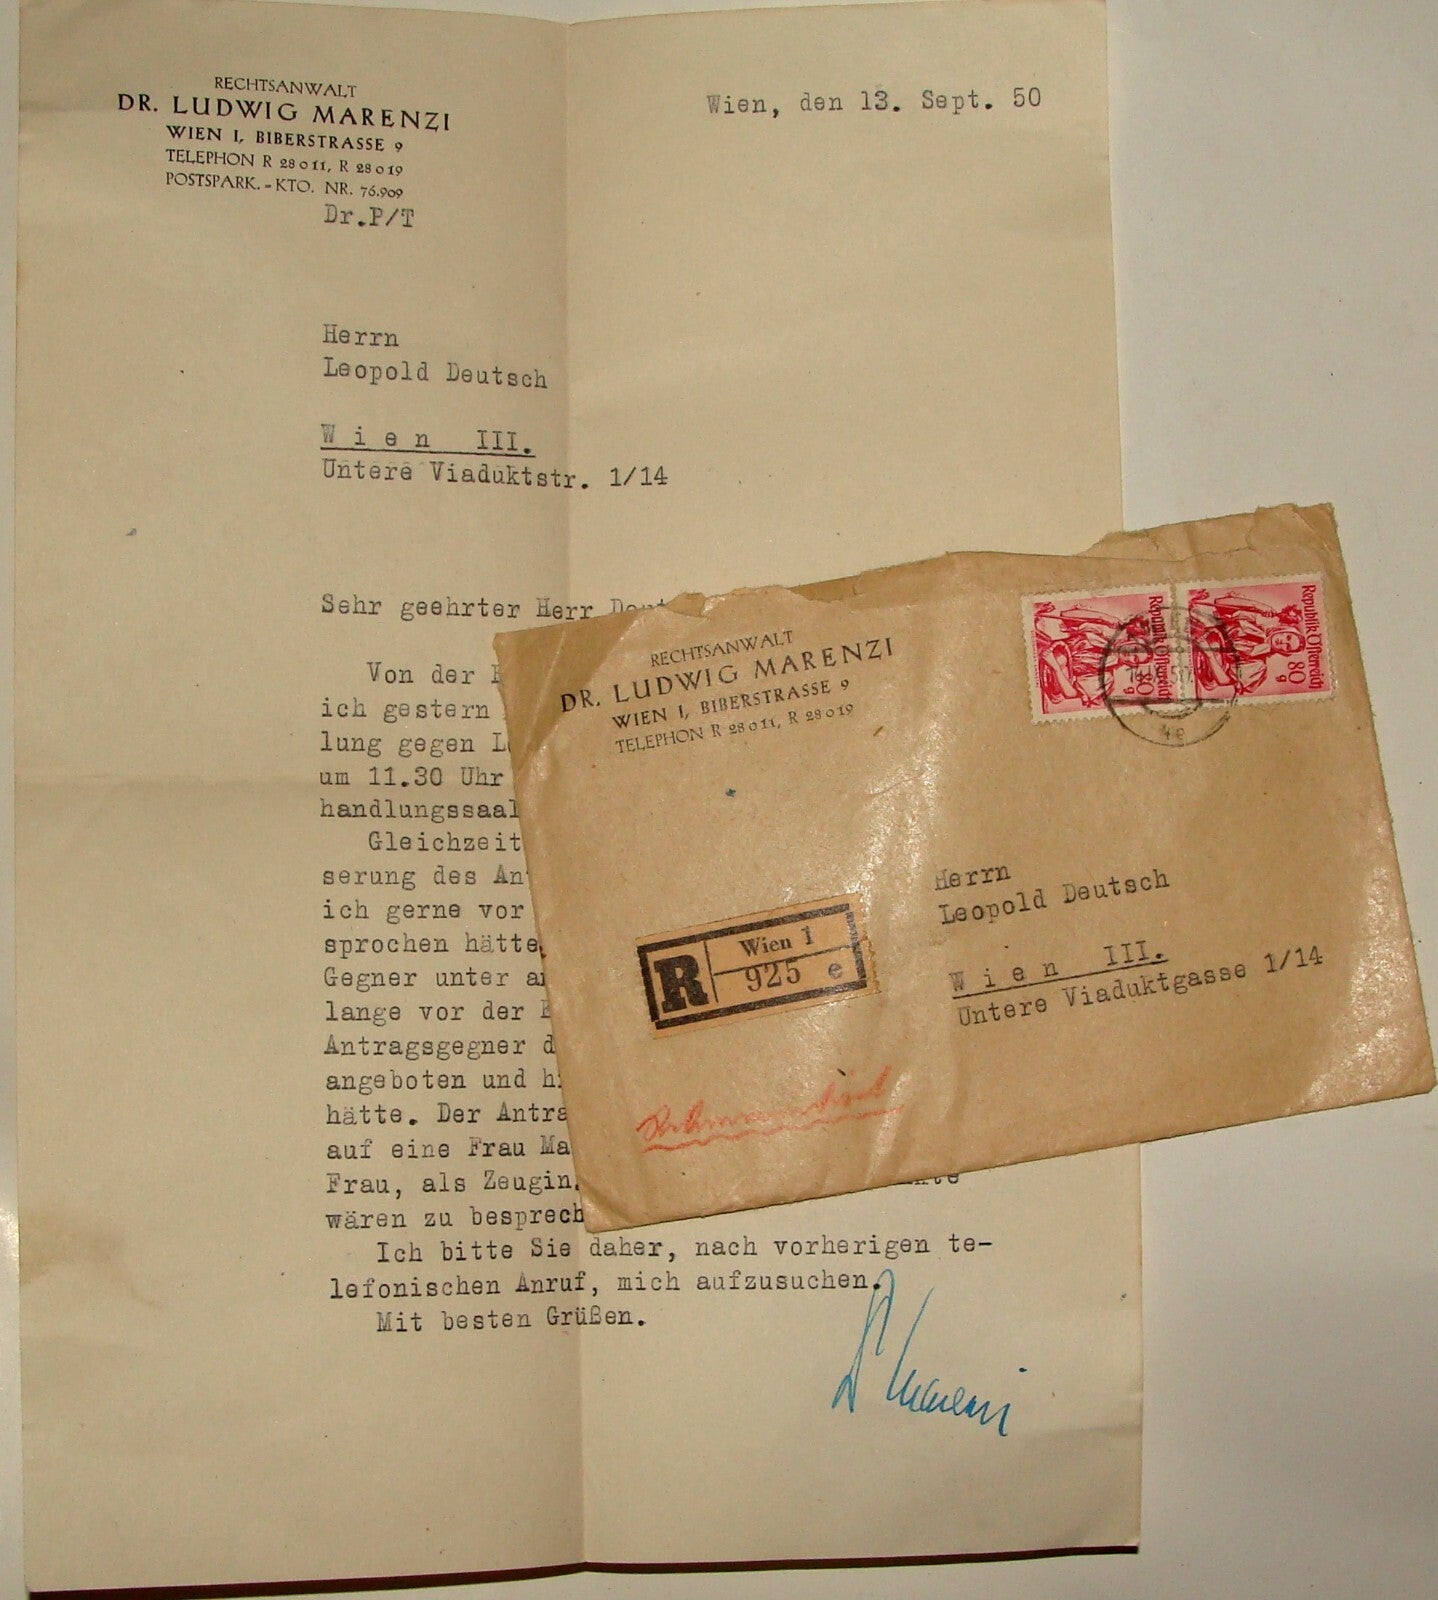 RECHTSANWALT
DR. LUDWIG MARENZI
WIEN I, BIBERSTRASSE 9
TELEPHON R 28011, R 28019
POSTSPARK.-KTO. NR. 76.909
Dr.P/T
Wien, den 13. Sept. 50
Herrn
Leopold Deutsch
Wien III.
Untere Viaduktstr. 1/14
Sehr geehrter Herr
Von der
ich gestern
lung gegen
um 11.30 Uhr
handlungssaal
Gleichzeit
serung des
ich gerne vor
sprochen hätte,
Gegner unter
lange vor der
Antragsgegner
angeboten und
hätte. Der
auf eine Frau
Frau, als Zeugin,
wären zu besprech
Ich bitte Sie daher, nach vorherigen te-
lefonischen Anruf, mich aufzusuchen.
Mit besten Grüßen.
Dr Marenzi
RECHTSANWALT
DR. LUDWIG MARENZI
WIEN I, BIBERSTRASSE 9
TELEPHON R 28011, R 28019
Republik Österreich
80 g
Republik Österreich
80 g
R
Wien 1
925 e
Herrn
Leopold Deutsch
Wien III.
Untere Viaduktgasse 1/14